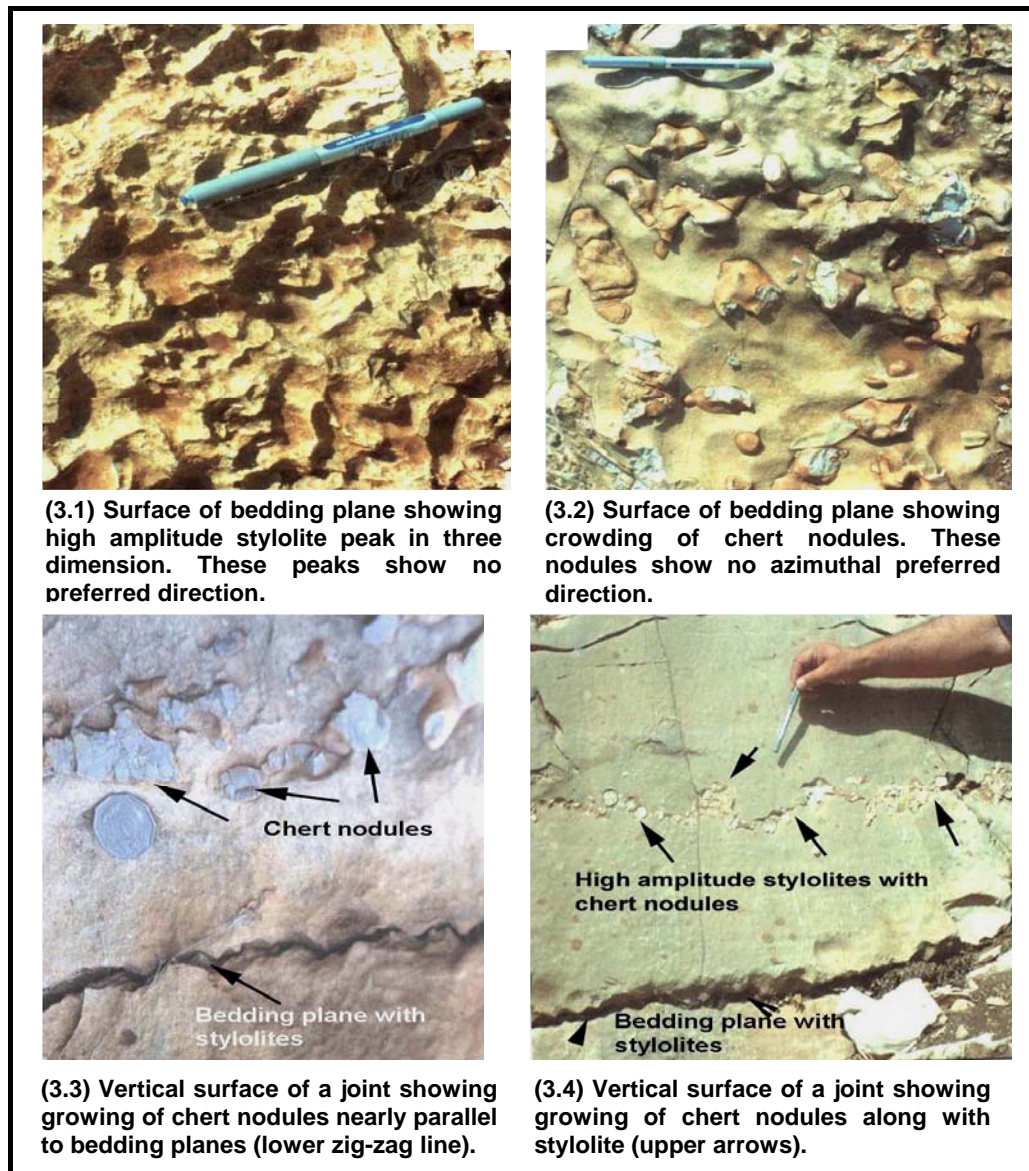 (3.1) Surface of bedding plane showing
high amplitude stylolite peak in three
dimension. These peaks show no
preferred direction.
(3.2) Surface of bedding plane showing
crowding of chert nodules. These
nodules show no azimuthal preferred
direction.
Chert nodules
Bedding plane with
stylolites
High amplitude stylolites with
chert nodules
Bedding plane with
stylolites
(3.3) Vertical surface of a joint showing
growing of chert nodules nearly parallel
to bedding planes (lower zig-zag line).
(3.4) Vertical surface of a joint showing
growing of chert nodules along with
stylolite (upper arrows).